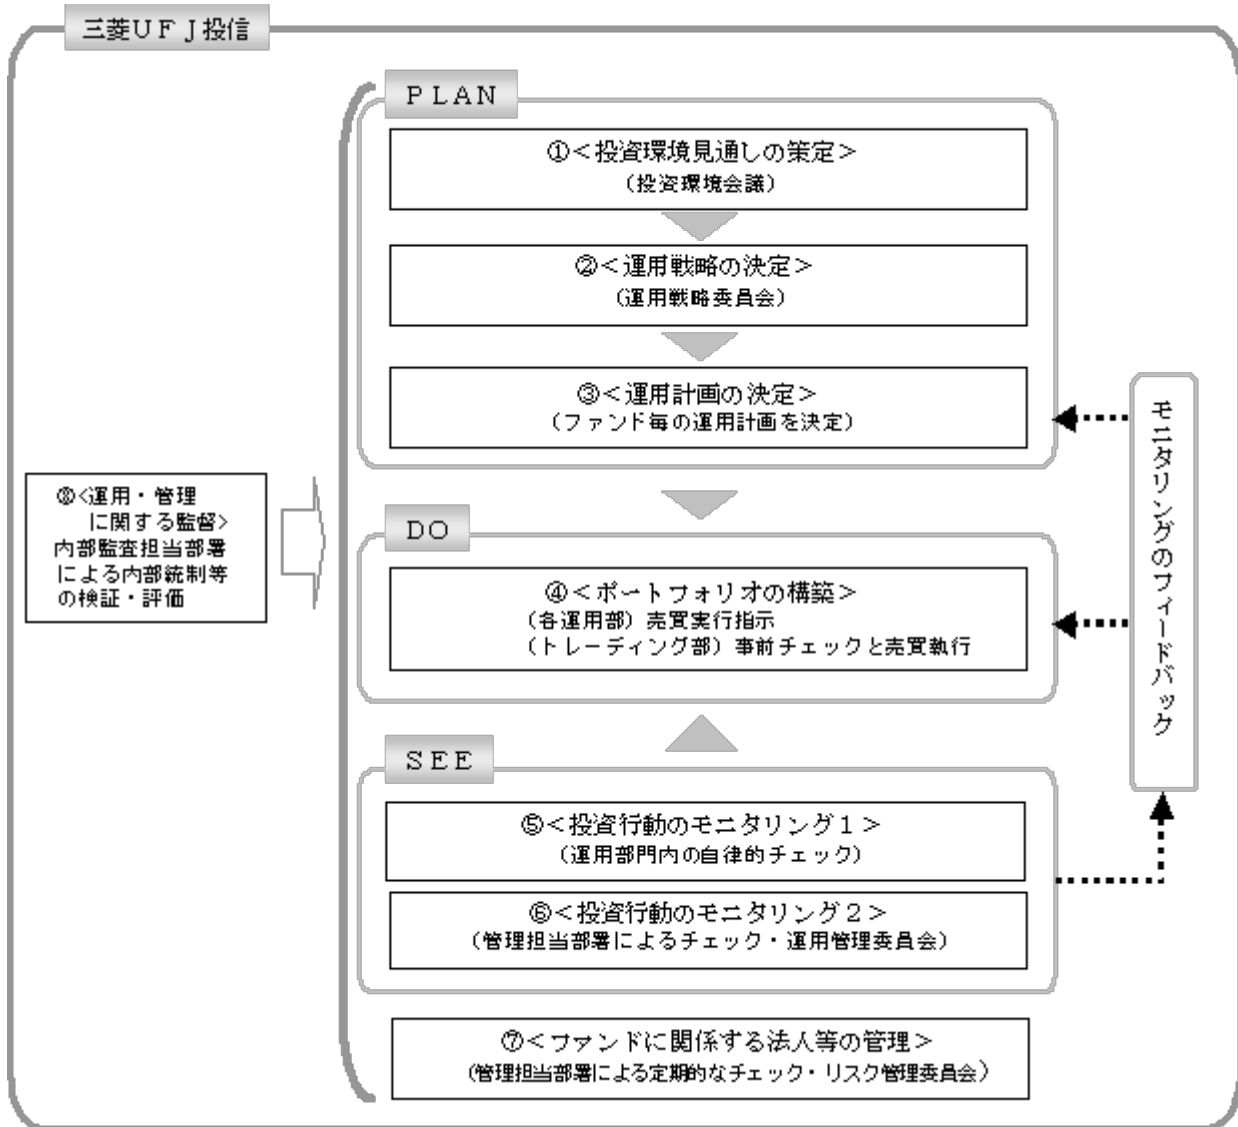 三菱ＵＦＪ投信
ＰＬＡＮ
①＜投資環境見通しの策定＞
（投資環境会議）
②＜運用戦略の決定＞
（運用戦略委員会）
③＜運用計画の決定＞
（ファンド毎の運用計画を決定）
⑧＜運用・管理
に関する監督＞
内部監査担当部署
による内部統制等
の検証・評価
ＤＯ
④＜ポートフォリオの構築＞
（各運用部）売買実行指示
（トレーディング部）事前チェックと売買執行
ＳＥＥ
⑤＜投資行動のモニタリング１＞
（運用部門内の自律的チェック）
⑥＜投資行動のモニタリング２＞
（管理担当部署によるチェック・運用管理委員会）
⑦＜ファンドに関係する法人等の管理＞
（管理担当部署による定期的なチェック・リスク管理委員会）
モニタリングのフィードバック